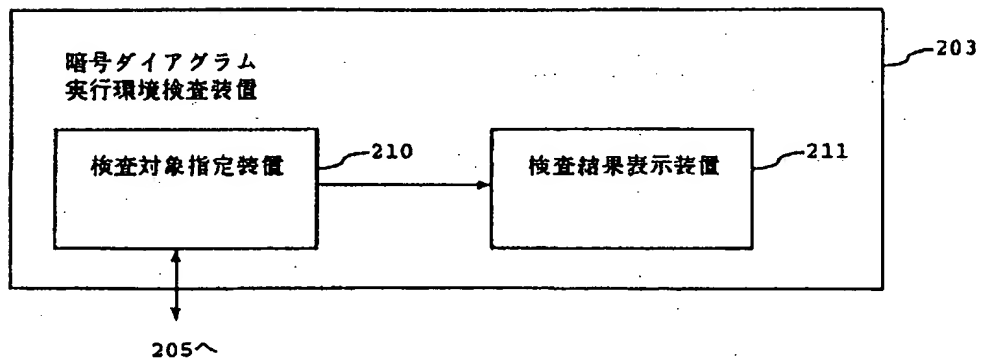 203
暗号ダイアグラム
実行環境検査装置
検査対象指定装置
210
検査結果表示装置
211
205へ